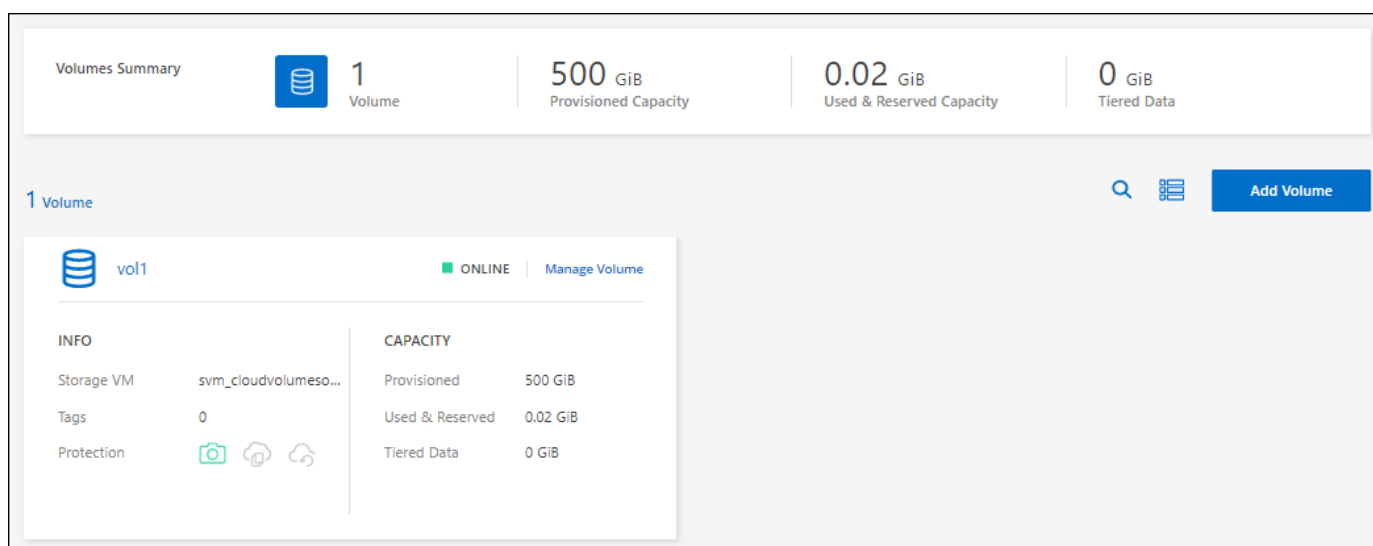 Volumes Summary
1
Volume
500 GiB
Provisioned Capacity
0.02 GiB
Used & Reserved Capacity
0 GiB
Tiered Data
1 Volume
Add Volume
vol1
ONLINE
Manage Volume
INFO
Storage VM svm_cloudvolumeso...
Tags 0
Protection
CAPACITY
Provisioned 500 GiB
Used & Reserved 0.02 GiB
Tiered Data 0 GiB